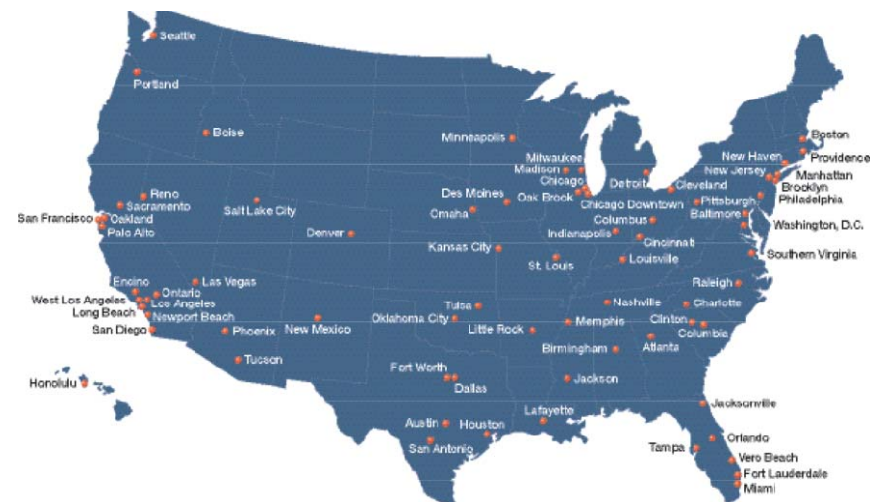 Seattle
Portland
Boise
Minneapolis
Milwaukee
Madison
Chicago
Oak Brook
Chicago Downtown
Detroit
Cleveland
Boston
Providence
New Haven
New Jersey
Manhattan
Brooklyn
Philadelphia
Pittsburgh
Baltimore
Washington, D.C.
Reno
Sacramento
San Francisco
Oakland
Palo Alto
Salt Lake City
Denver
Des Moines
Omaha
Kansas City
St. Louis
Columbus
Indianapolis
Cincinnati
Louisville
Southern Virginia
Raleigh
Encino
Ontario
Las Vegas
West Los Angeles
Los Angeles
Long Beach
Newport Beach
San Diego
Phoenix
Tucson
New Mexico
Tulsa
Oklahoma City
Little Rock
Nashville
Memphis
Charlotte
Clinton
Columbia
Birmingham
Atlanta
Fort Worth
Dallas
Jackson
Honolulu
Austin
Houston
San Antonio
Lafayette
Jacksonville
Orlando
Tampa
Vero Beach
Fort Lauderdale
Miami